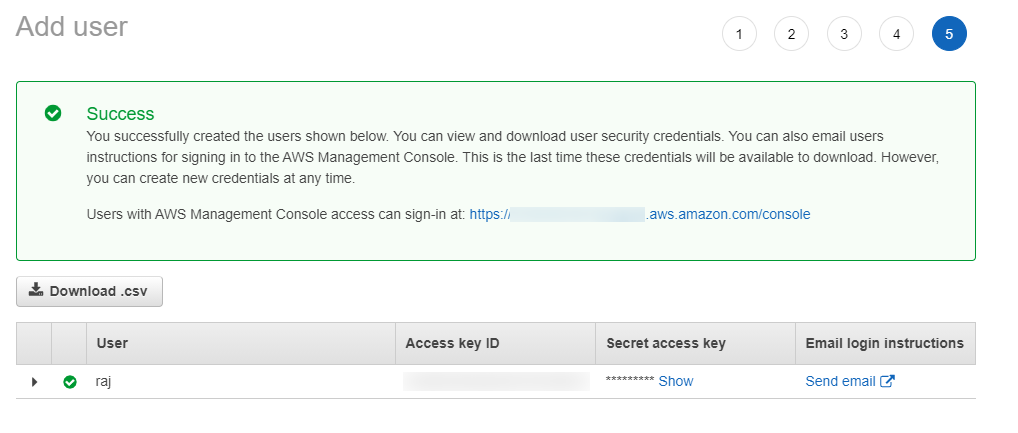 Add user
1 2 3 4 5
Success
You successfully created the users shown below. You can view and download user security credentials. You can also email users
instructions for signing in to the AWS Management Console. This is the last time these credentials will be available to download. However,
you can create new credentials at any time.
Users with AWS Management Console access can sign-in at: https:// .aws.amazon.com/console
Download .csv
User Access key ID Secret access key Email login instructions
raj ********* Show Send email